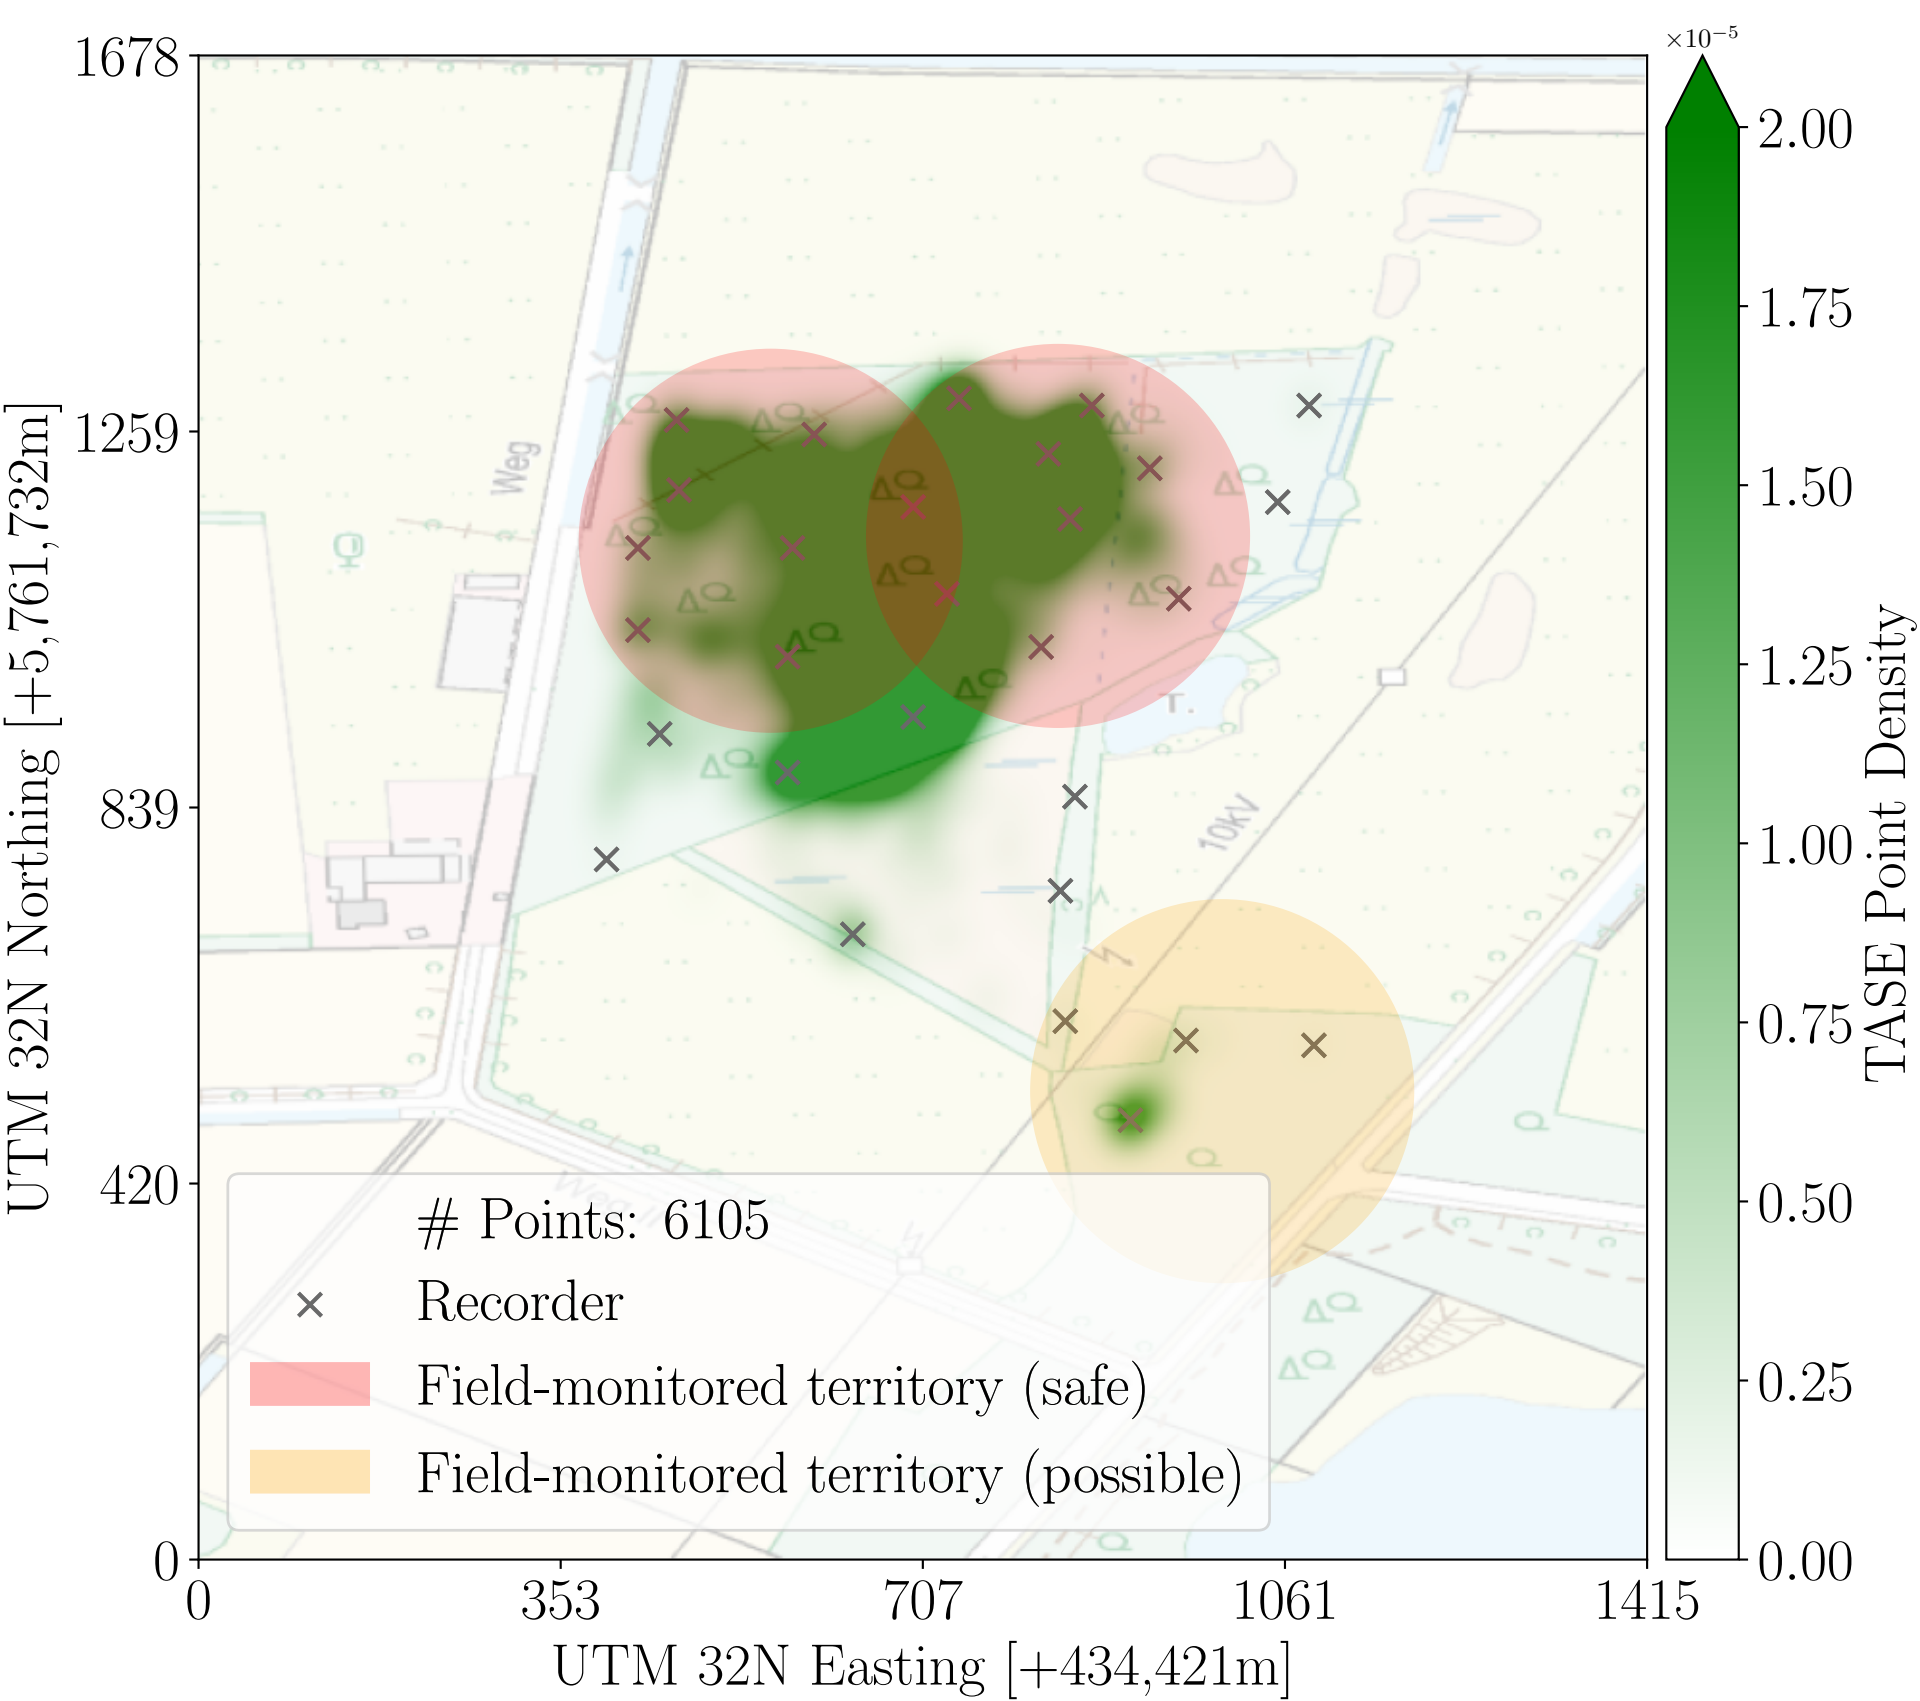 ×10⁻⁵
1678
1259
839
420
0
UTM 32N Northing [+5,761,732m]
0
353
707
1061
1415
UTM 32N Easting [+434,421m]
2.00
1.75
1.50
1.25
1.00
0.75
0.50
0.25
0.00
TASE Point Density
Weg
T.
10kV
Weg
# Points: 6105
Recorder
Field-monitored territory (safe)
Field-monitored territory (possible)